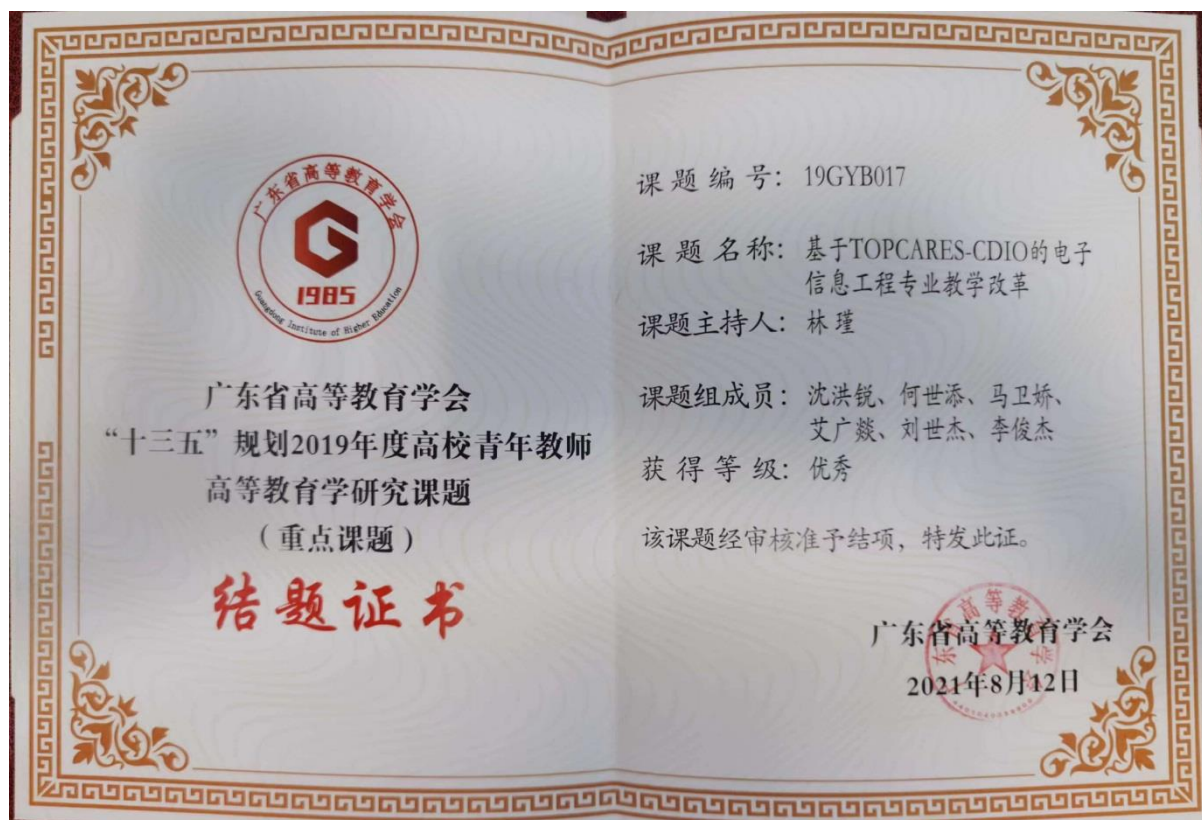 广东省高等教育学会
1985
Guangdong Institute of Higher Education
广东省高等教育学会
“十三五”规划2019年度高校青年教师
高等教育学研究课题
（重点课题）
结题证书
课题编号：19GYB017
课题名称：基于TOPCARES-CDIO的电子
信息工程专业教学改革
课题主持人：林瑾
课题组成员：沈洪锐、何世添、马卫娇、
艾广燚、刘世杰、李俊杰
获得等级：优秀
该课题经审核准予结项，特发此证。
广东省高等教育学会
2021年8月12日